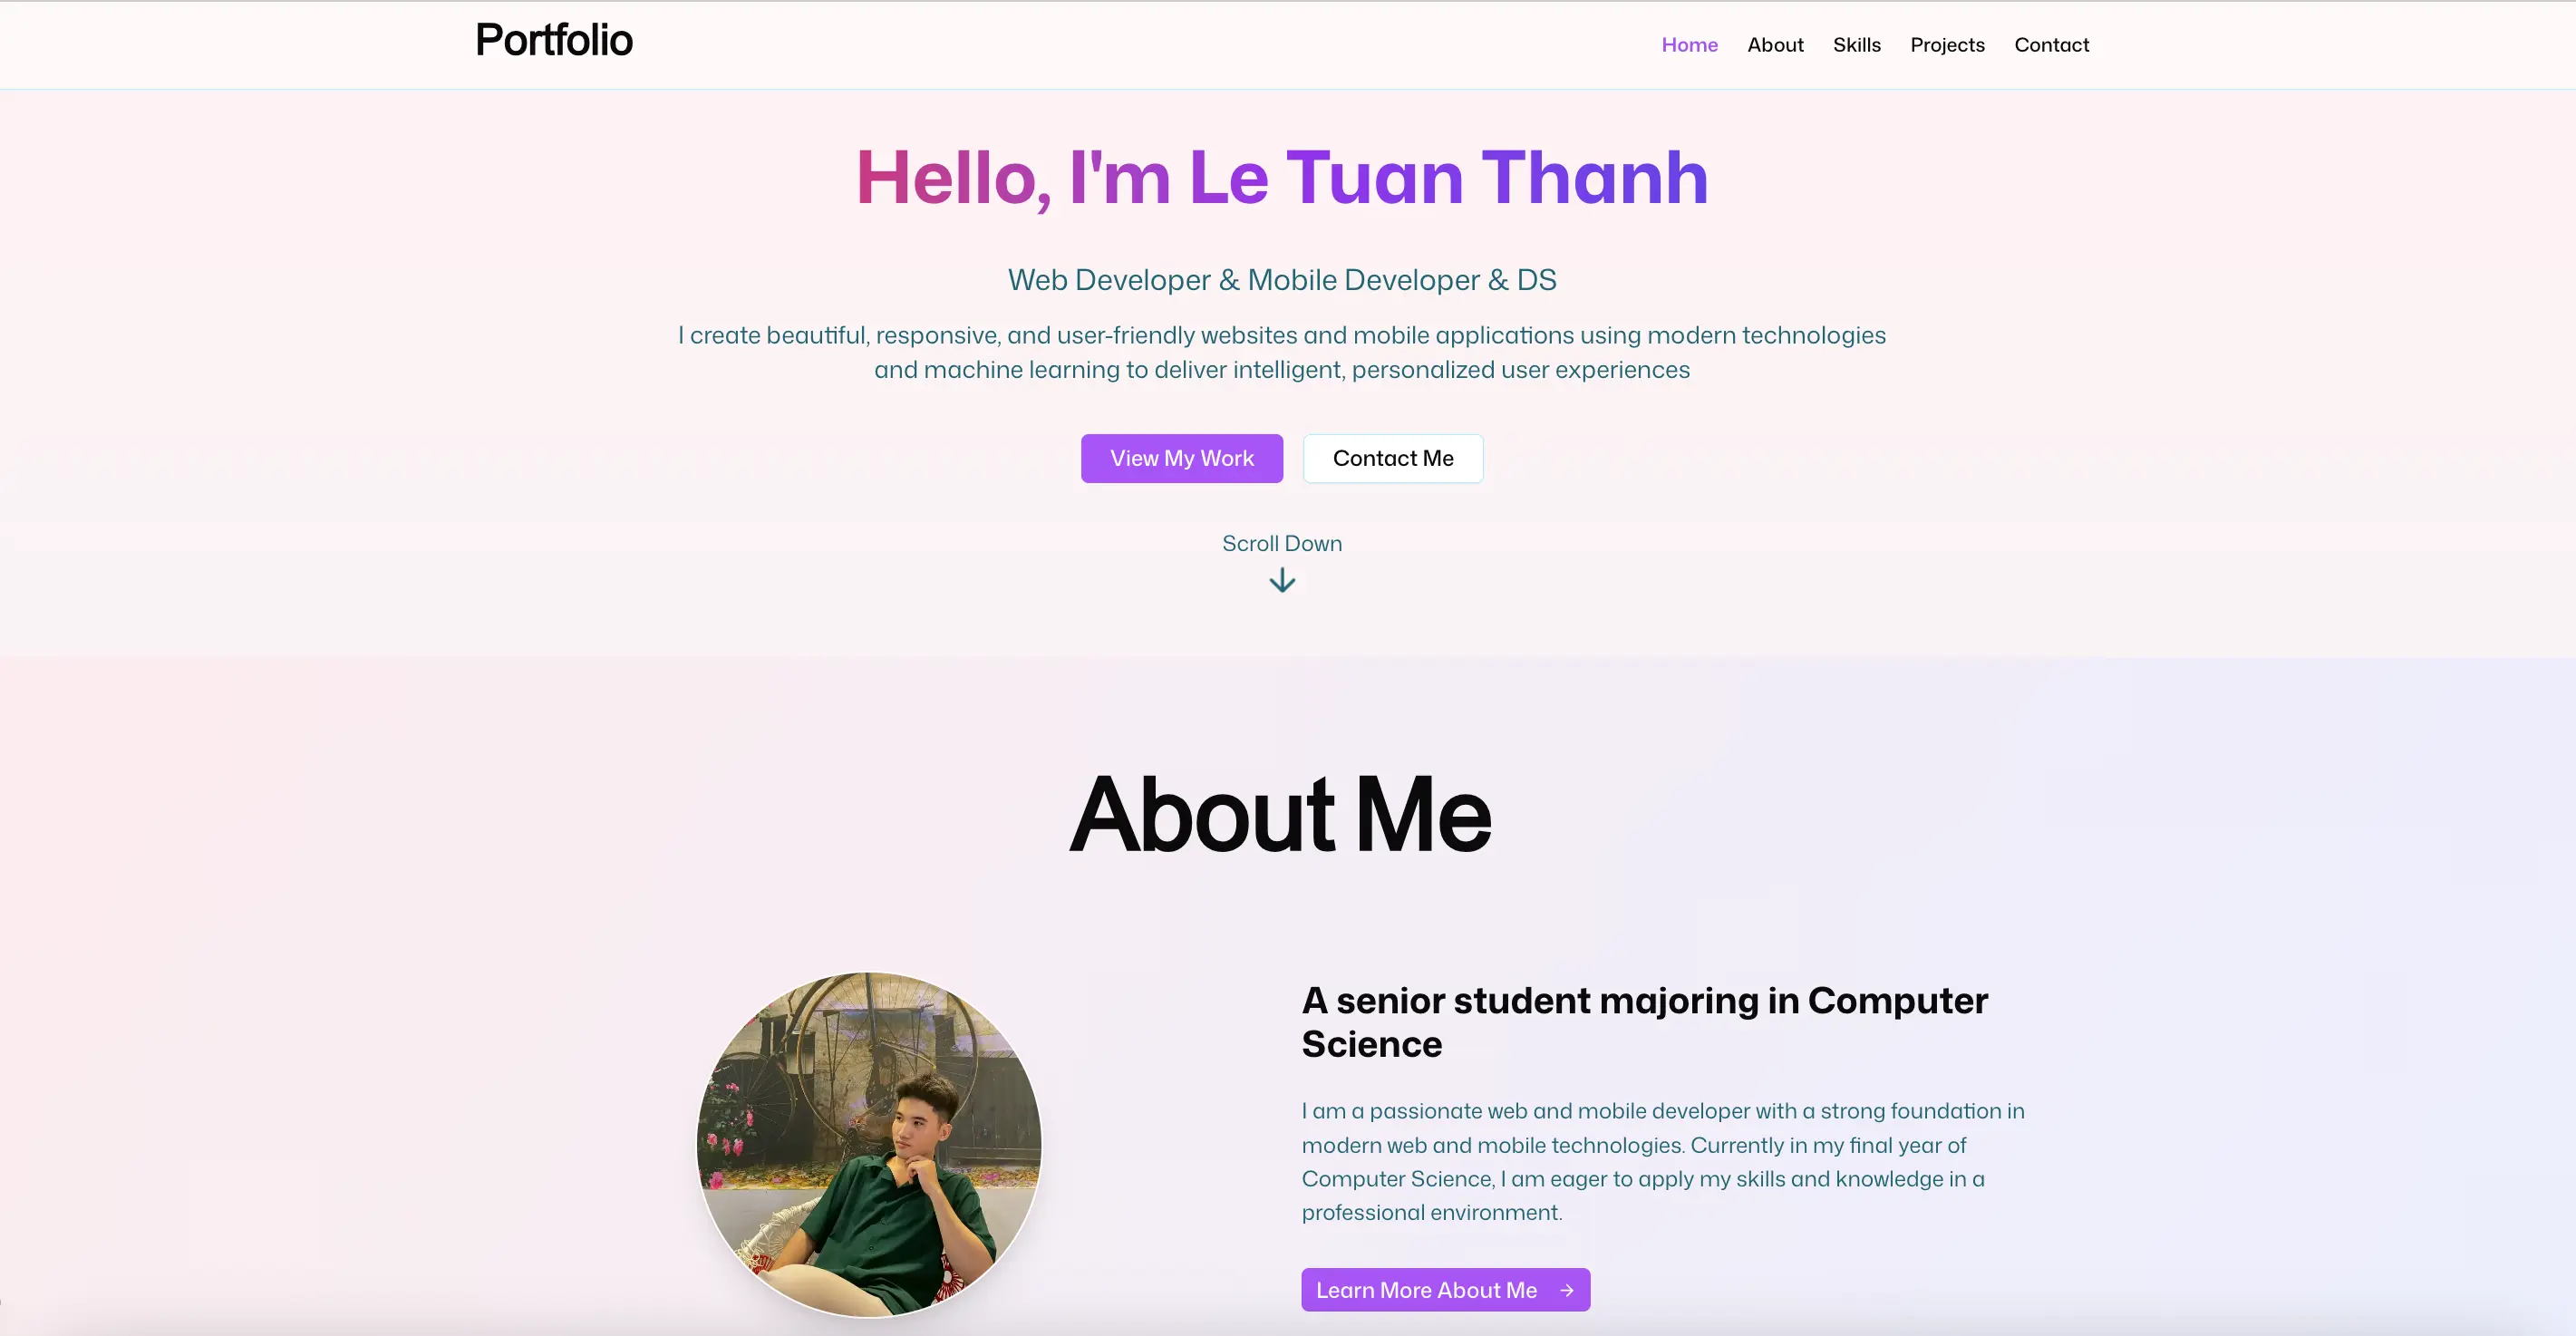 Portfolio
Home About Skills Projects Contact
Hello, I'm Le Tuan Thanh
Web Developer & Mobile Developer & DS
I create beautiful, responsive, and user-friendly websites and mobile applications using modern technologies
and machine learning to deliver intelligent, personalized user experiences
View My Work Contact Me
Scroll Down
About Me
A senior student majoring in Computer
Science
I am a passionate web and mobile developer with a strong foundation in
modern web and mobile technologies. Currently in my final year of
Computer Science, I am eager to apply my skills and knowledge in a
professional environment.
Learn More About Me →